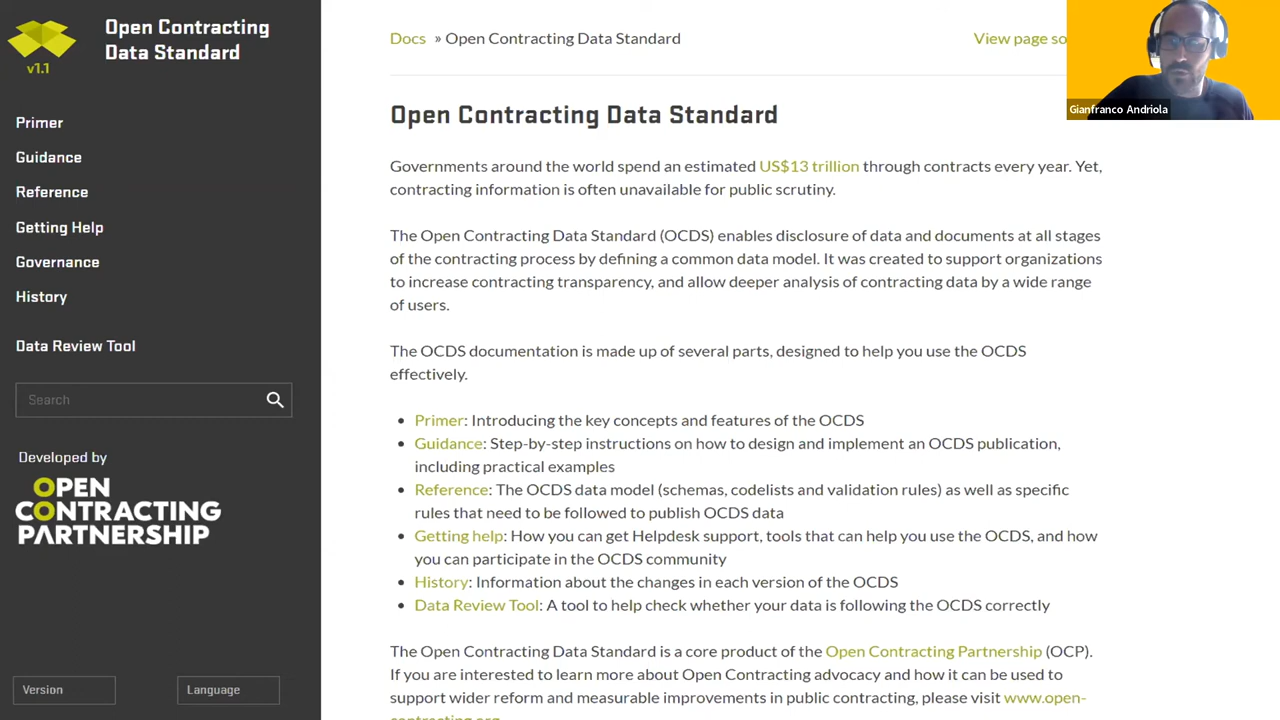 Open Contracting
Data Standard
v1.1
Primer
Guidance
Reference
Getting Help
Governance
History
Data Review Tool
Search
Developed by
OPEN
CONTRACTING
PARTNERSHIP
Version
Language
Docs » Open Contracting Data Standard
View page so
Gianfranco Andriola
Open Contracting Data Standard
Governments around the world spend an estimated US$13 trillion through contracts every year. Yet,
contracting information is often unavailable for public scrutiny.
The Open Contracting Data Standard (OCDS) enables disclosure of data and documents at all stages
of the contracting process by defining a common data model. It was created to support organizations
to increase contracting transparency, and allow deeper analysis of contracting data by a wide range
of users.
The OCDS documentation is made up of several parts, designed to help you use the OCDS
effectively.
• Primer: Introducing the key concepts and features of the OCDS
• Guidance: Step-by-step instructions on how to design and implement an OCDS publication,
including practical examples
• Reference: The OCDS data model (schemas, codelists and validation rules) as well as specific
rules that need to be followed to publish OCDS data
• Getting help: How you can get Helpdesk support, tools that can help you use the OCDS, and how
you can participate in the OCDS community
• History: Information about the changes in each version of the OCDS
• Data Review Tool: A tool to help check whether your data is following the OCDS correctly
The Open Contracting Data Standard is a core product of the Open Contracting Partnership (OCP).
If you are interested to learn more about Open Contracting advocacy and how it can be used to
support wider reform and measurable improvements in public contracting, please visit www.open-
contracting.org.